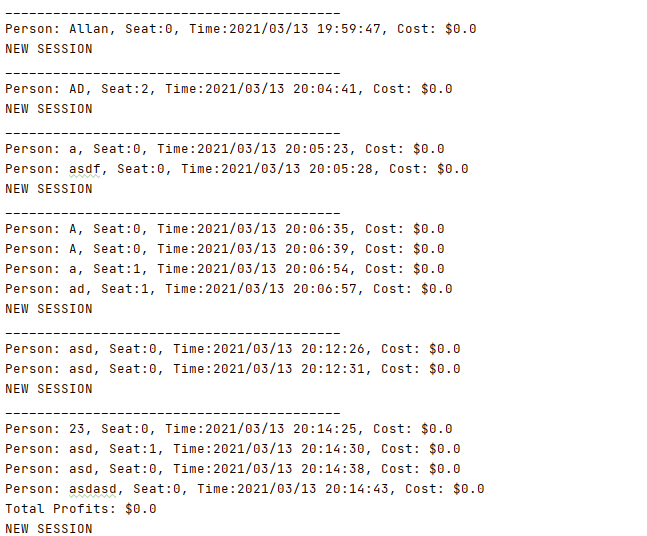 __________________________________________
Person: Allan, Seat:0, Time:2021/03/13 19:59:47, Cost: $0.0
NEW SESSION
__________________________________________
Person: AD, Seat:2, Time:2021/03/13 20:04:41, Cost: $0.0
NEW SESSION
__________________________________________
Person: a, Seat:0, Time:2021/03/13 20:05:23, Cost: $0.0
Person: asdf, Seat:0, Time:2021/03/13 20:05:28, Cost: $0.0
NEW SESSION
__________________________________________
Person: A, Seat:0, Time:2021/03/13 20:06:35, Cost: $0.0
Person: A, Seat:0, Time:2021/03/13 20:06:39, Cost: $0.0
Person: a, Seat:1, Time:2021/03/13 20:06:54, Cost: $0.0
Person: ad, Seat:1, Time:2021/03/13 20:06:57, Cost: $0.0
NEW SESSION
__________________________________________
Person: asd, Seat:0, Time:2021/03/13 20:12:26, Cost: $0.0
Person: asd, Seat:0, Time:2021/03/13 20:12:31, Cost: $0.0
NEW SESSION
__________________________________________
Person: 23, Seat:0, Time:2021/03/13 20:14:25, Cost: $0.0
Person: asd, Seat:1, Time:2021/03/13 20:14:30, Cost: $0.0
Person: asd, Seat:0, Time:2021/03/13 20:14:38, Cost: $0.0
Person: asdasd, Seat:0, Time:2021/03/13 20:14:43, Cost: $0.0
Total Profits: $0.0
NEW SESSION